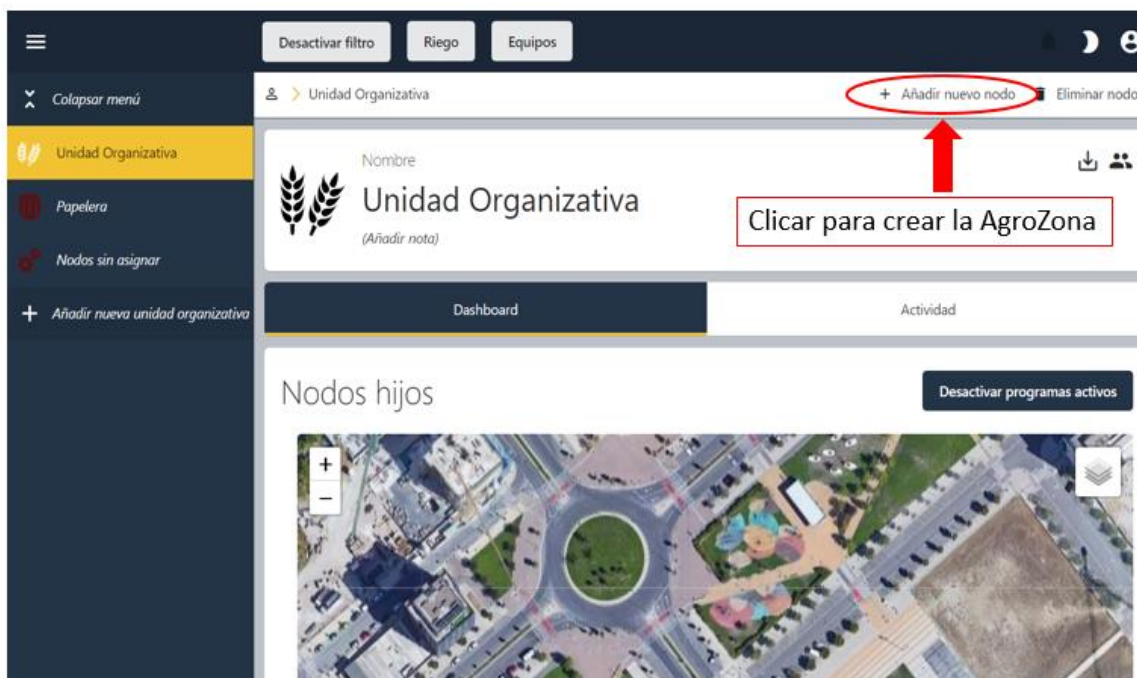 Desactivar filtro
Riego
Equipos
Colapsar menú
Unidad Organizativa
+ Añadir nuevo nodo
Eliminar nodo
Unidad Organizativa
Papelera
Nodos sin asignar
+ Añadir nueva unidad organizativa
Nombre
Unidad Organizativa
(Añadir nota)
Clicar para crear la AgroZona
Dashboard
Actividad
Nodos hijos
Desactivar programas activos
+
−